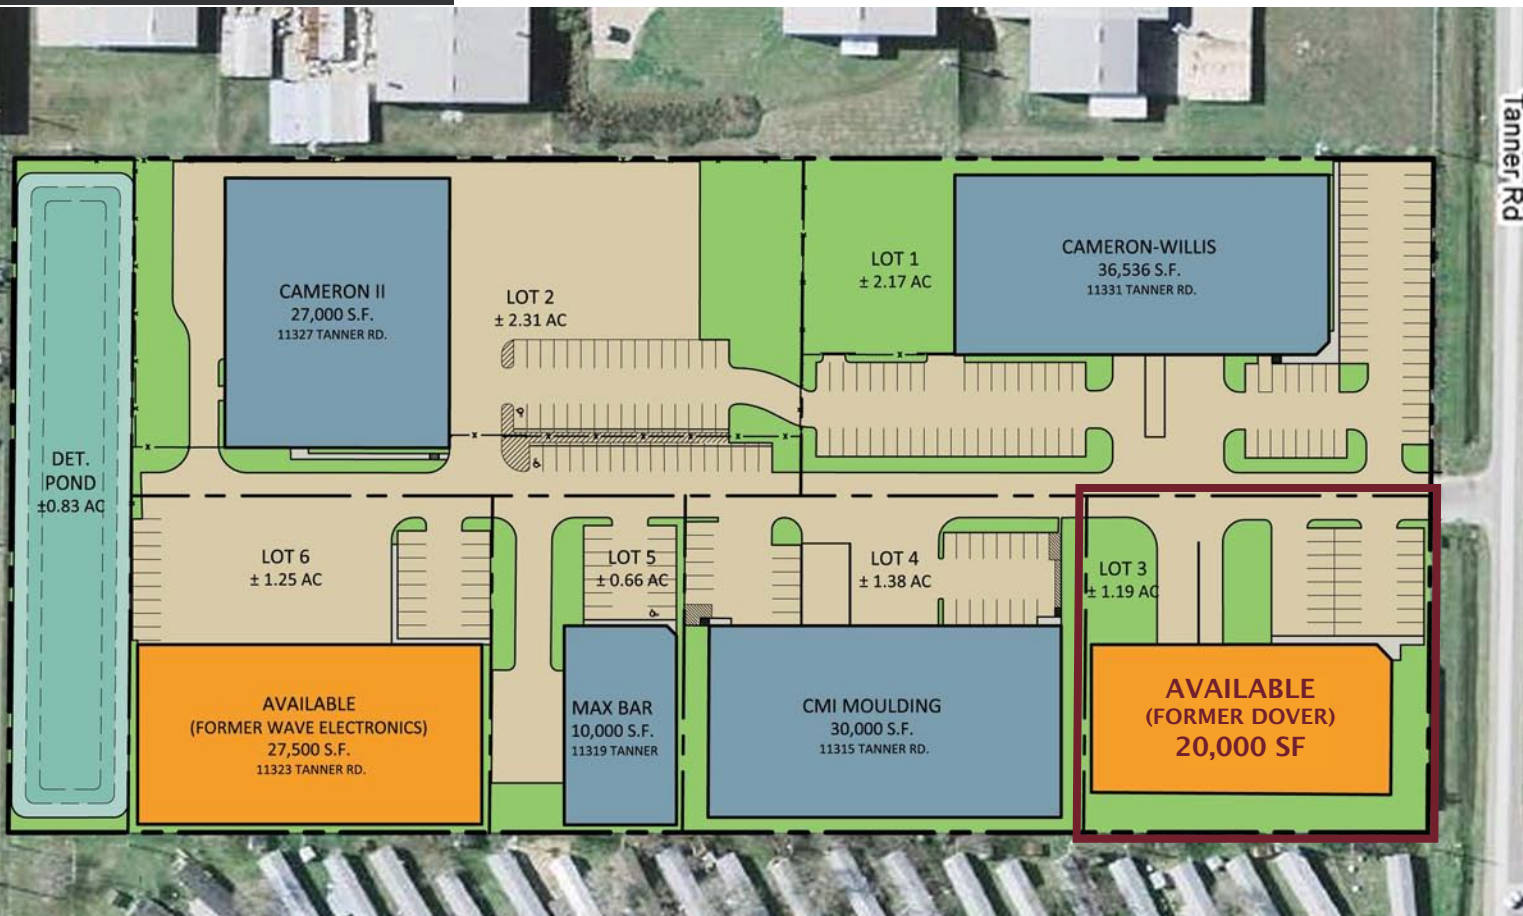 Tanner Rd
CAMERON II
27,000 S.F.
11327 TANNER RD.
LOT 2
± 2.31 AC
LOT 1
± 2.17 AC
CAMERON-WILLIS
36,536 S.F.
11331 TANNER RD.
DET.
POND
±0.83 AC
LOT 6
± 1.25 AC
LOT 5
± 0.66 AC
LOT 4
± 1.38 AC
LOT 3
± 1.19 AC
AVAILABLE
(FORMER WAVE ELECTRONICS)
27,500 S.F.
11323 TANNER RD.
MAX BAR
10,000 S.F.
11319 TANNER
CMI MOULDING
30,000 S.F.
11315 TANNER RD.
AVAILABLE
(FORMER DOVER)
20,000 SF